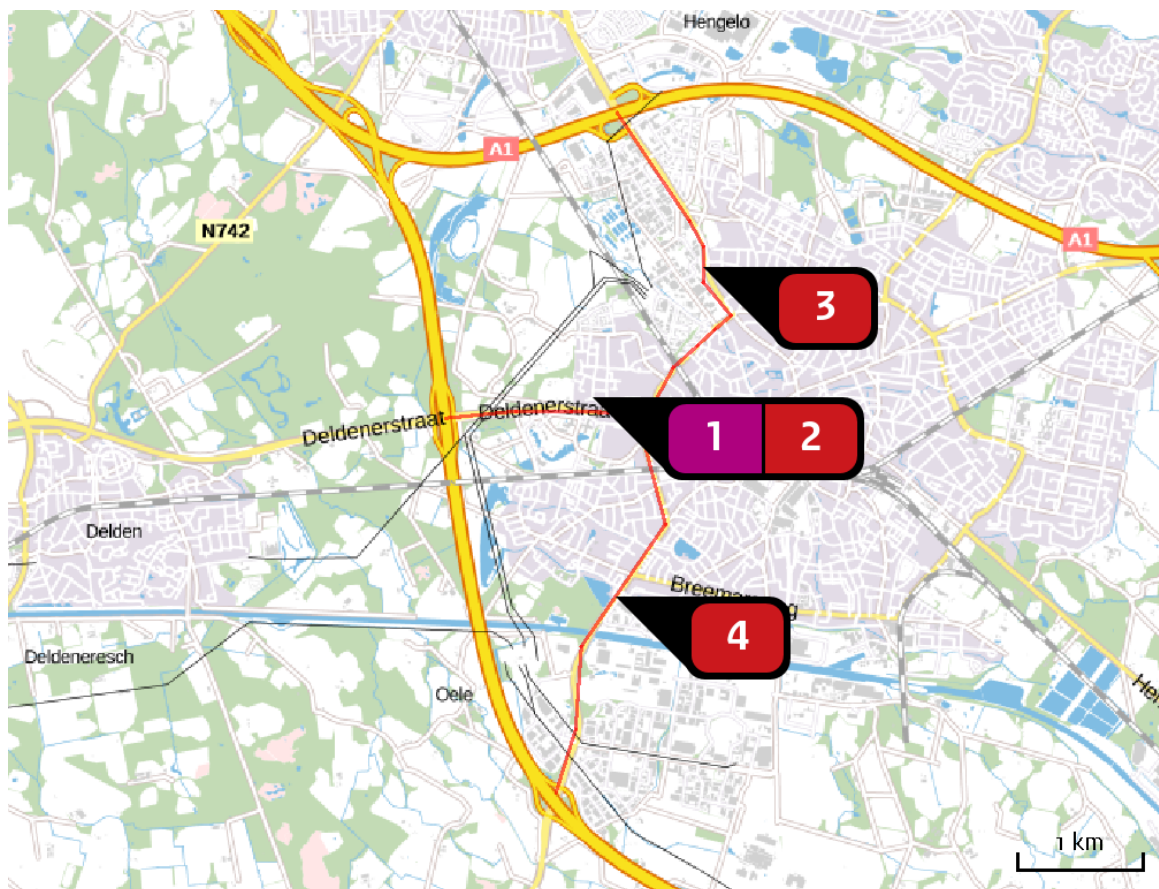 Hengelo
A1
N742
A1
3
Deldenerstraat
Deldenerstraat
1 2
Delden
Breemarsweg
4
Deldeneresch
Oele
1 km